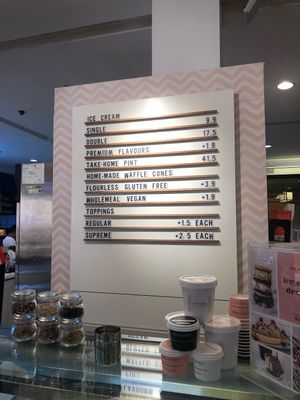 ICE CREAM
SINGLE 9.9
DOUBLE 17.5
PREMIUM FLAVOURS +1.9
TAKE-HOME PINT 41.5
HOME-MADE WAFFLE CONES
FLOURLESS GLUTEN FREE +3.9
WHOLEMEAL VEGAN +1.9
TOPPINGS
REGULAR +1.5 EACH
SUPREME +2.5 EACH